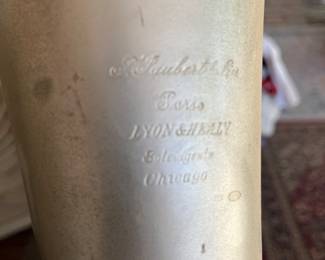 Paris
LYON & HEALY
Sole Agents
Chicago